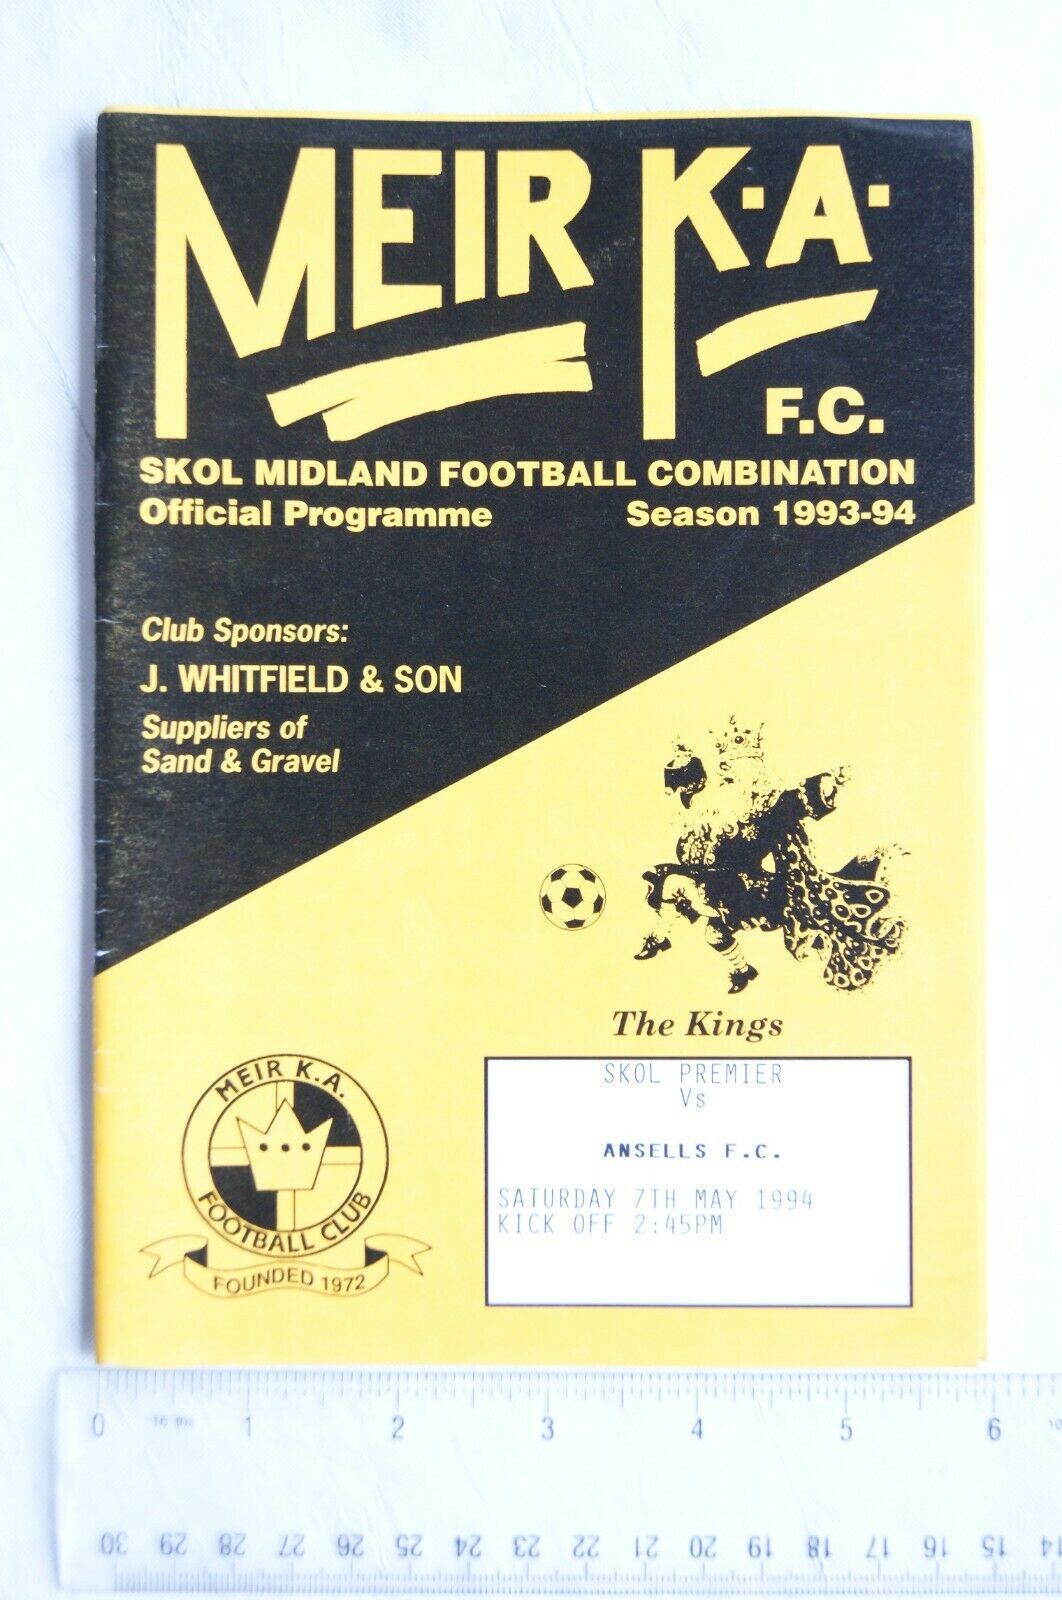 MEIR K·A·
F.C.
SKOL MIDLAND FOOTBALL COMBINATION
Official Programme Season 1993-94
Club Sponsors:
J. WHITFIELD & SON
Suppliers of
Sand & Gravel
The Kings
SKOL PREMIER
Vs
ANSELLS F.C.
SATURDAY 7TH MAY 1994
KICK OFF 2:45PM
MEIR K.A.
FOOTBALL CLUB
FOUNDED 1972
0 16 ths 1 2 3 4 5 6 10
30 29 28 27 26 25 24 23 22 21 20 19 18 17 16 15 14